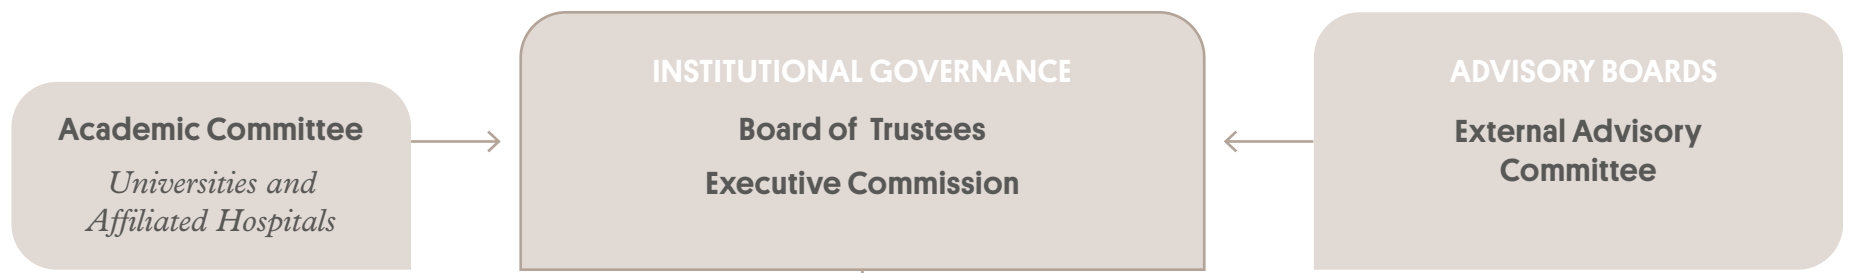 Academic Committee
Universities and
Affiliated Hospitals
INSTITUTIONAL GOVERNANCE
Board of Trustees
Executive Commission
ADVISORY BOARDS
External Advisory
Committee